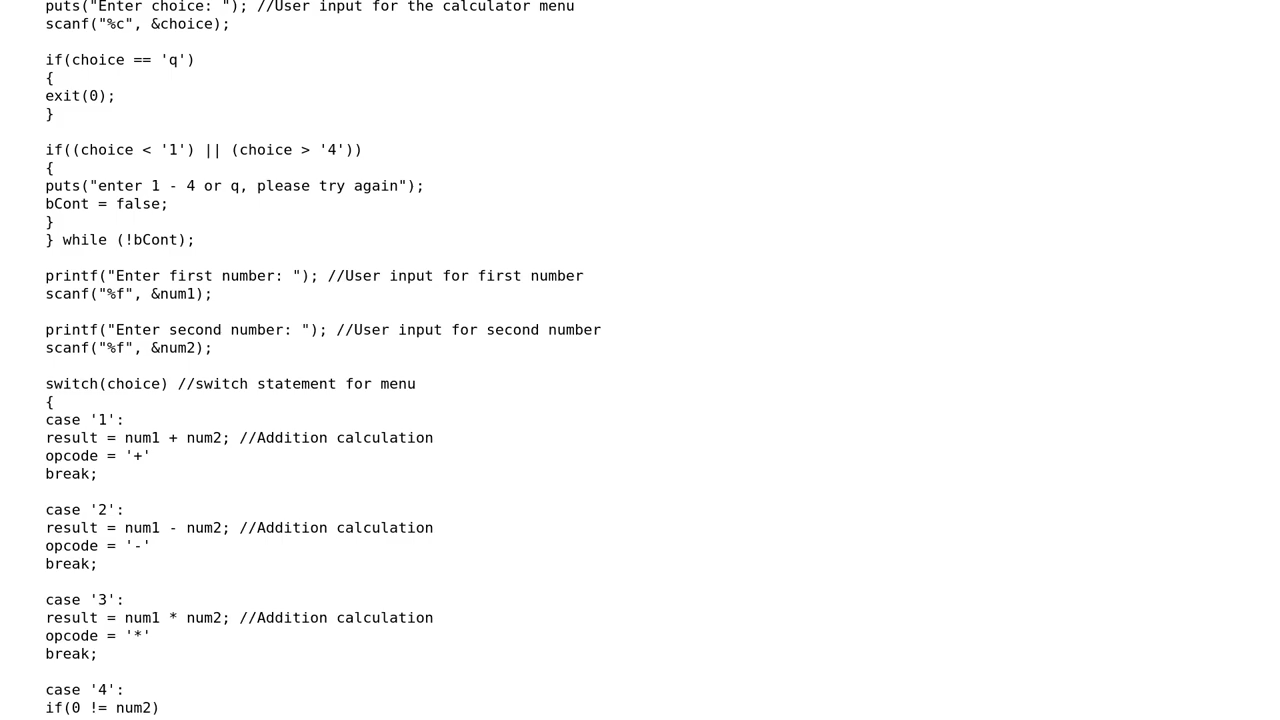 puts("Enter choice: "); //User input for the calculator menu
scanf("%c", &choice);
if(choice == 'q')
{
exit(0);
}
if((choice < '1') || (choice > '4'))
{
puts("enter 1 - 4 or q, please try again");
bCont = false;
}
} while (!bCont);
printf("Enter first number: "); //User input for first number
scanf("%f", &num1);
printf("Enter second number: "); //User input for second number
scanf("%f", &num2);
switch(choice) //switch statement for menu
{
case '1':
result = num1 + num2; //Addition calculation
opcode = '+'
break;
case '2':
result = num1 - num2; //Addition calculation
opcode = '-'
break;
case '3':
result = num1 * num2; //Addition calculation
opcode = '*'
break;
case '4':
if(0 != num2)